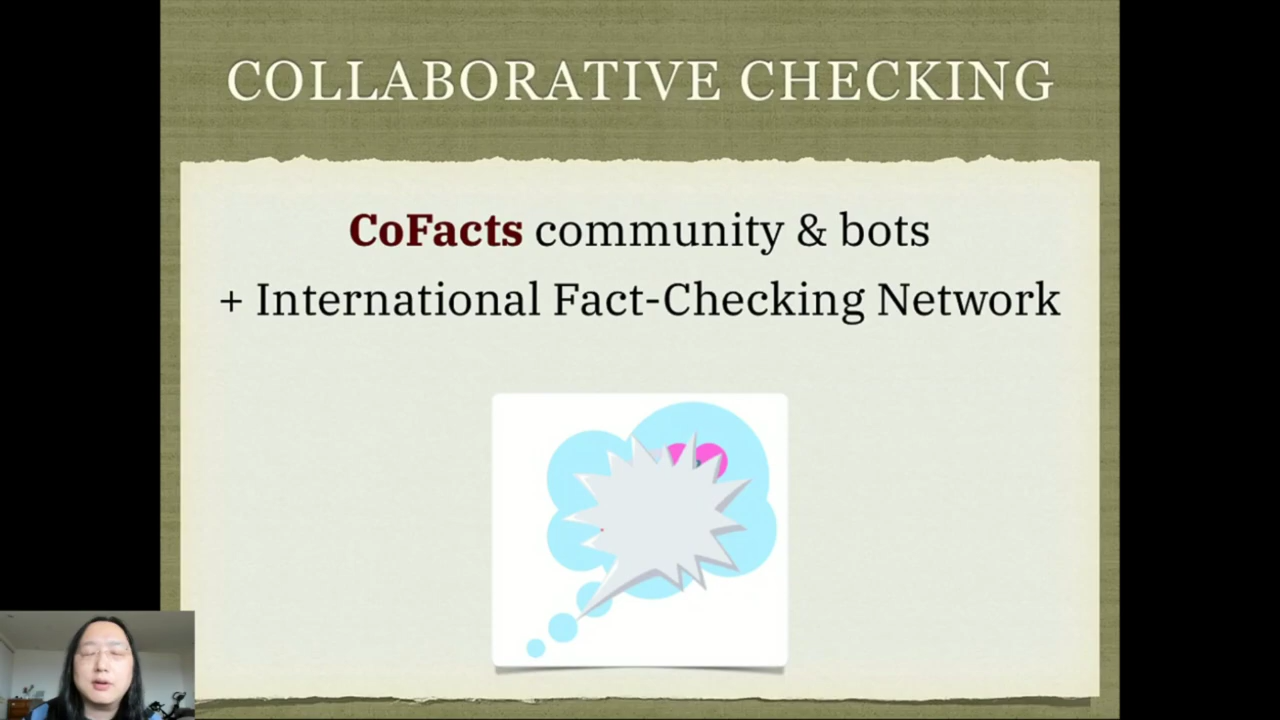 COLLABORATIVE CHECKING
CoFacts community & bots
+ International Fact-Checking Network